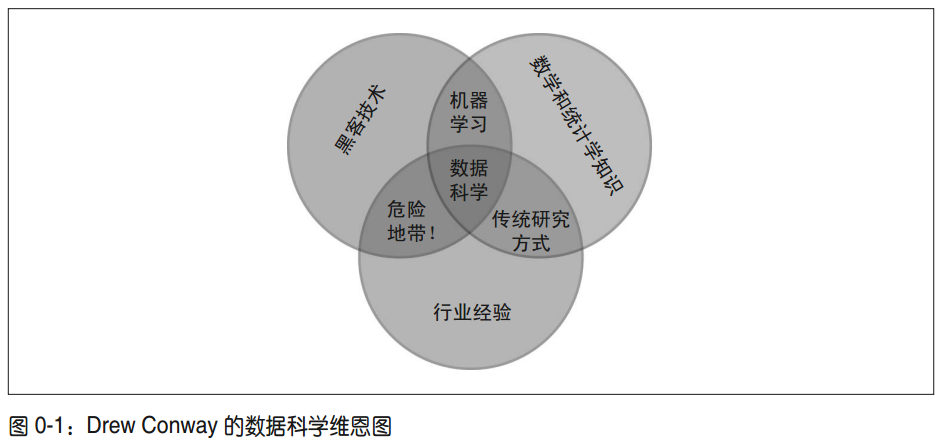 黑客技术
数学和统计学知识
机器
学习
数据
科学
危险
地带！
传统研究
方式
行业经验
图 0-1：Drew Conway 的数据科学维恩图